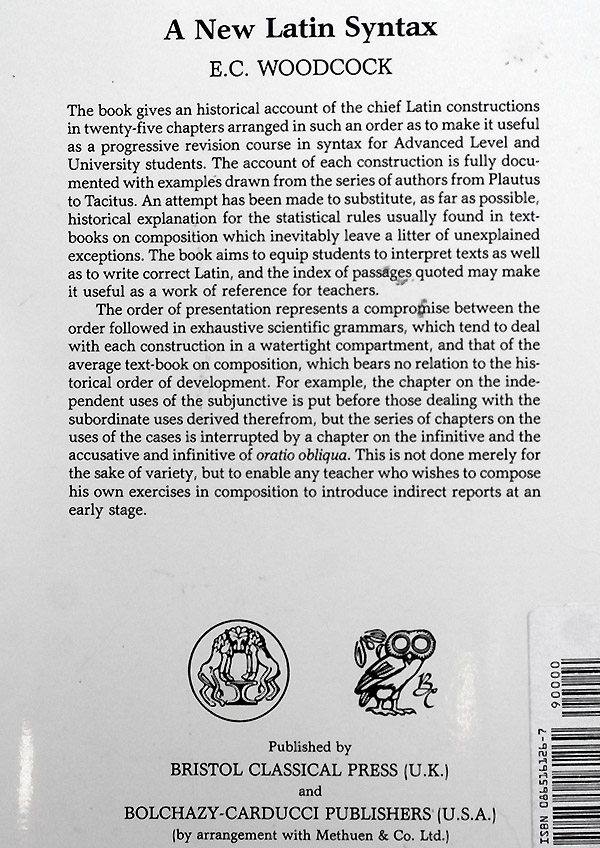 A New Latin Syntax
E.C. WOODCOCK
The book gives an historical account of the chief Latin constructions
in twenty-five chapters arranged in such an order as to make it useful
as a progressive revision course in syntax for Advanced Level and
University students. The account of each construction is fully docu-
mented with examples drawn from the series of authors from Plautus
to Tacitus. An attempt has been made to substitute, as far as possible,
historical explanation for the statistical rules usually found in text-
books on composition which inevitably leave a litter of unexplained
exceptions. The book aims to equip students to interpret texts as well
as to write correct Latin, and the index of passages quoted may make
it useful as a work of reference for teachers.
The order of presentation represents a compromise between the
order followed in exhaustive scientific grammars, which tend to deal
with each construction in a watertight compartment, and that of the
average text-book on composition, which bears no relation to the his-
torical order of development. For example, the chapter on the inde-
pendent uses of the subjunctive is put before those dealing with the
subordinate uses derived therefrom, but the series of chapters on the
uses of the cases is interrupted by a chapter on the infinitive and the
accusative and infinitive of oratio obliqua. This is not done merely for
the sake of variety, but to enable any teacher who wishes to compose
his own exercises in composition to introduce indirect reports at an
early stage.
Published by
BRISTOL CLASSICAL PRESS (U.K.)
and
BOLCHAZY-CARDUCCI PUBLISHERS (U.S.A.)
(by arrangement with Methuen & Co. Ltd.)
90000
ISBN 086516126-7